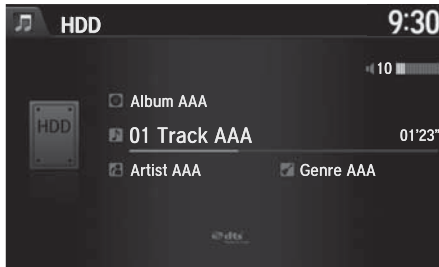 HDD
9:30
10
Album AAA
HDD
01 Track AAA
01'23"
Artist AAA
Genre AAA
dts